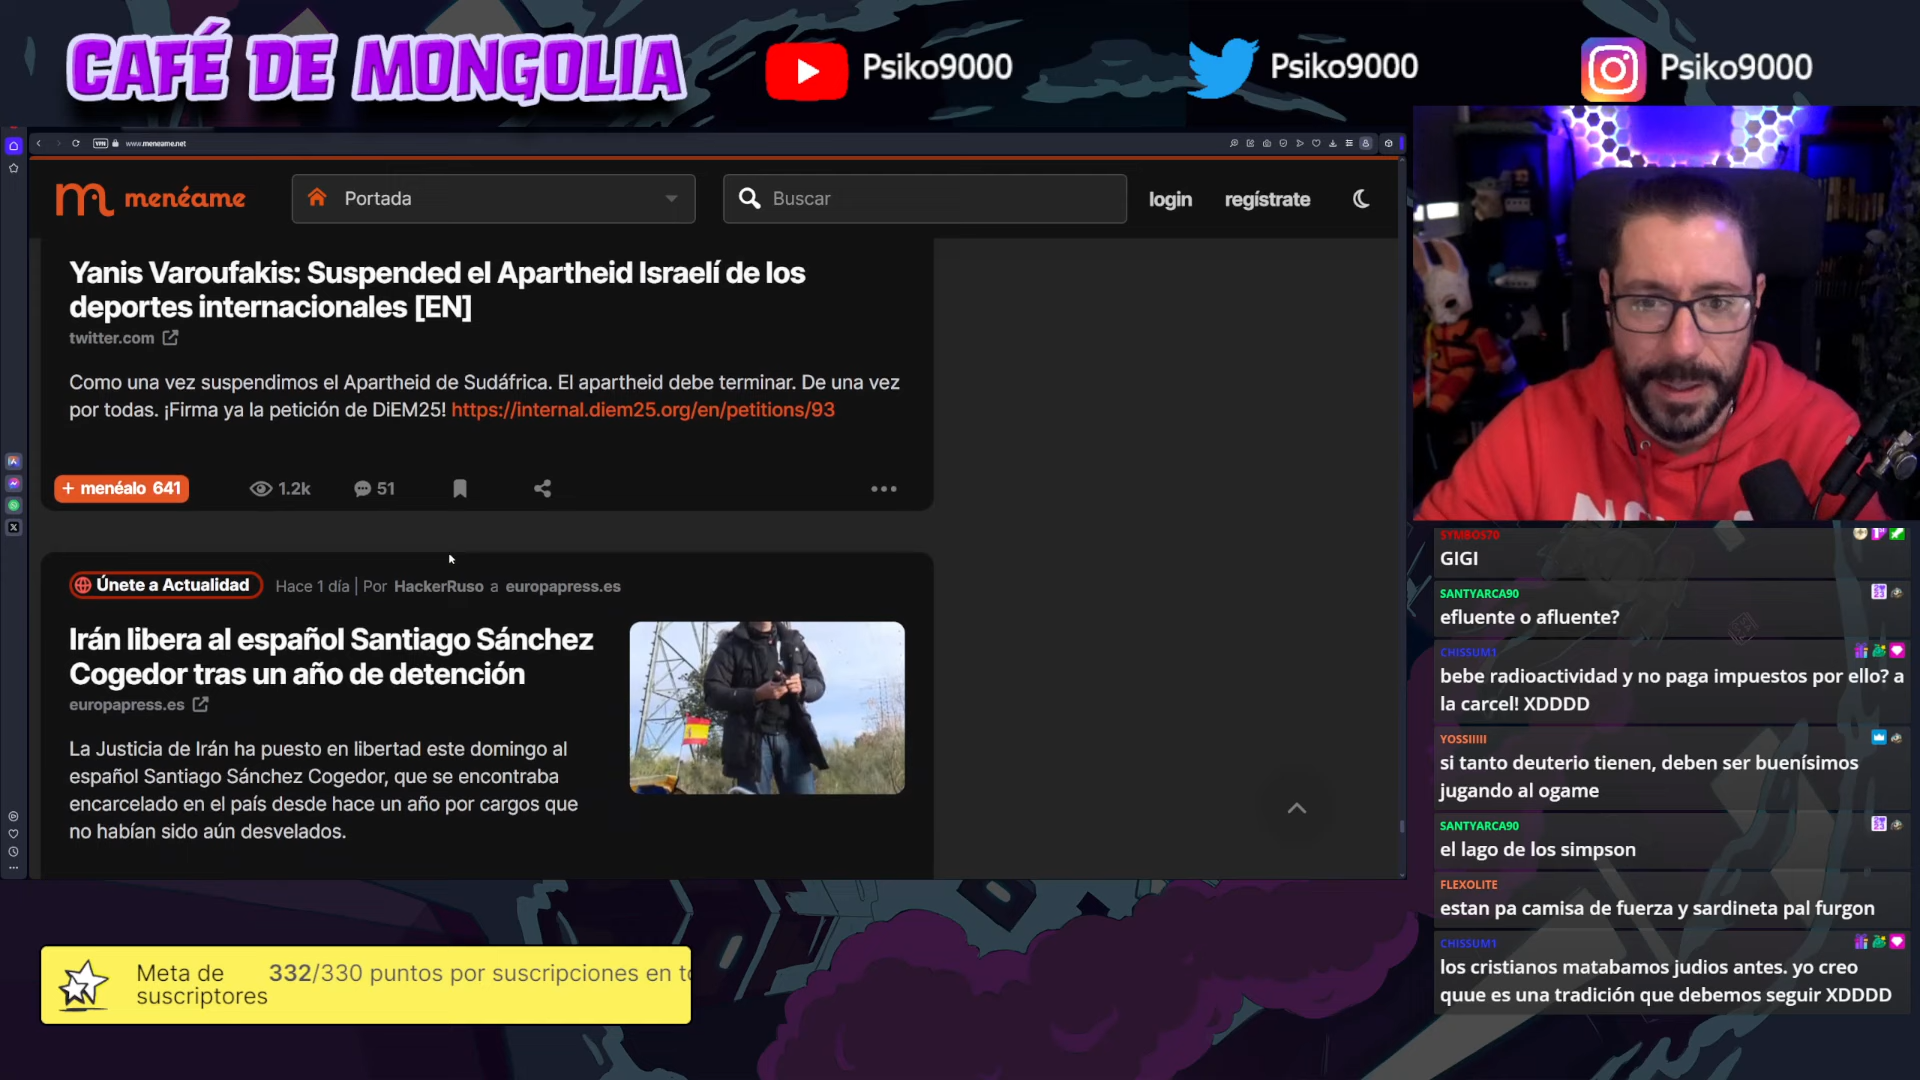 CAFÉ DE MONGOLIA
Psiko9000
Psiko9000
Psiko9000
VPN
www.meneame.net
menéame
Portada
Buscar
login
regístrate
Yanis Varoufakis: Suspended el Apartheid Israelí de los
deportes internacionales [EN]
twitter.com
Como una vez suspendimos el Apartheid de Sudáfrica. El apartheid debe terminar. De una vez
por todas. ¡Firma ya la petición de DiEM25! https://internal.diem25.org/en/petitions/93
+ menéalo 641
1.2k
51
Únete a Actualidad
Hace 1 día | Por HackerRuso a europapress.es
Irán libera al español Santiago Sánchez
Cogedor tras un año de detención
europapress.es
La Justicia de Irán ha puesto en libertad este domingo al
español Santiago Sánchez Cogedor, que se encontraba
encarcelado en el país desde hace un año por cargos que
no habían sido aún desvelados.
Meta de
suscriptores
332/330 puntos por suscripciones en to
SYMBOS70
GIGI
SANTYARCA90
efluente o afluente?
CHISSUM1
bebe radioactividad y no paga impuestos por ello? a
la carcel! XDDDD
YOSSIIIII
si tanto deuterio tienen, deben ser buenísimos
jugando al ogame
SANTYARCA90
el lago de los simpson
FLEXOLITE
estan pa camisa de fuerza y sardineta pal furgon
CHISSUM1
los cristianos matabamos judios antes. yo creo
quue es una tradición que debemos seguir XDDDD